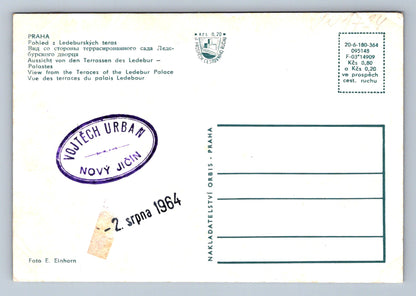 PRAHA
Pohled z Ledeburských teras
Вид со стороны террасированного сада Леде-
бурского дворца
Aussicht von den Terrassen des Ledebur –
Palastes
View from the Teraces of the Ledebur Palace
Vue des terraces du palais Ledebour
Kčs 0,20
20-6-180-364
095148
F-03*14909
Kčs 0,80
a Kčs 0,20
ve prospěch
cest. ruchu
VOJTĚCH URBAN
NOVÝ JIČÍN
-2. srpna 1964
NAKLADATELSTVÍ ORBIS - PRAHA
Foto E. Einhorn